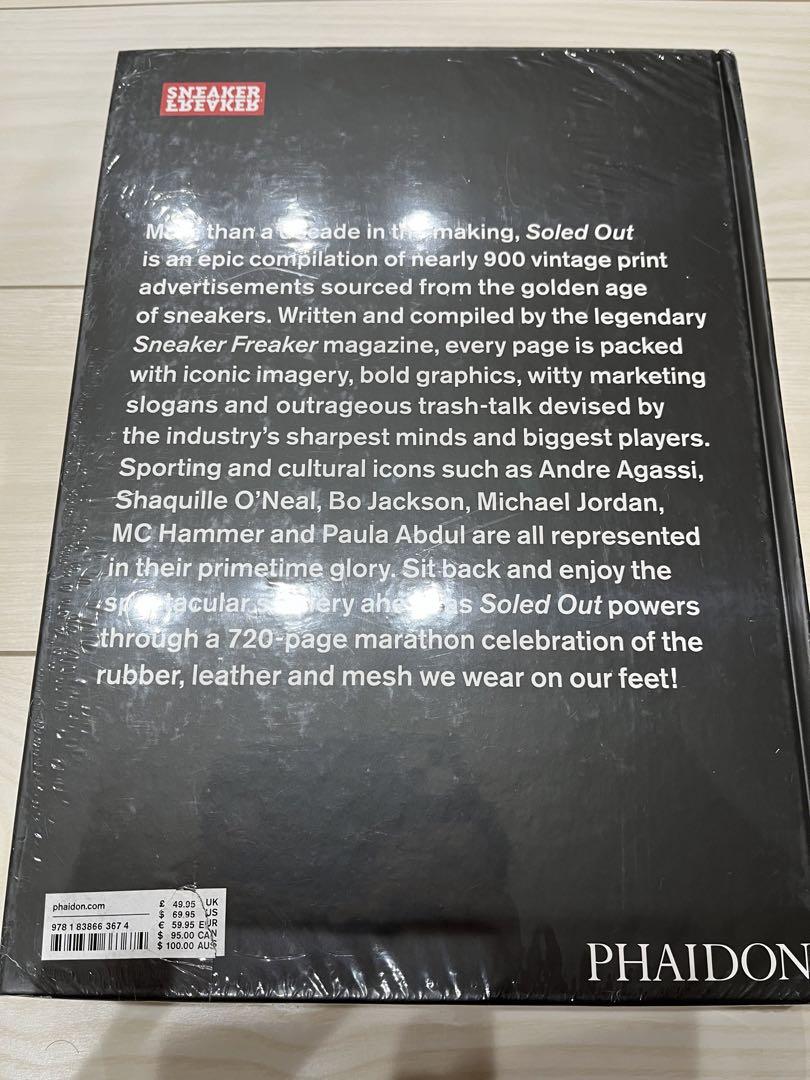 SNEAKER
FREAKER
More than a decade in the making, Soled Out
is an epic compilation of nearly 900 vintage print
advertisements sourced from the golden age
of sneakers. Written and compiled by the legendary
Sneaker Freaker magazine, every page is packed
with iconic imagery, bold graphics, witty marketing
slogans and outrageous trash-talk devised by
the industry's sharpest minds and biggest players.
Sporting and cultural icons such as Andre Agassi,
Shaquille O'Neal, Bo Jackson, Michael Jordan,
MC Hammer and Paula Abdul are all represented
in their primetime glory. Sit back and enjoy the
spectacular ahead as Soled Out powers
through a 720-page marathon celebration of the
rubber, leather and mesh we wear on our feet!
phaidon.com
978 1 83866 367 4
£ 49.95 UK
$ 69.95 US
€ 59.95 EUR
$ 95.00 CAN
$ 100.00 AUS
PHAIDON